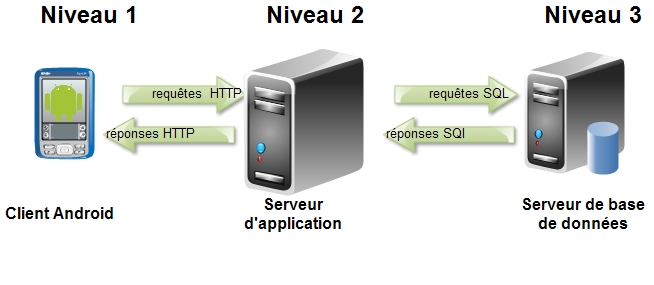 Niveau 1
Niveau 2
Niveau 3
requêtes HTTP
requêtes SQL
réponses HTTP
réponses SQl
Client Android
Serveur
d'application
Serveur de base
de données